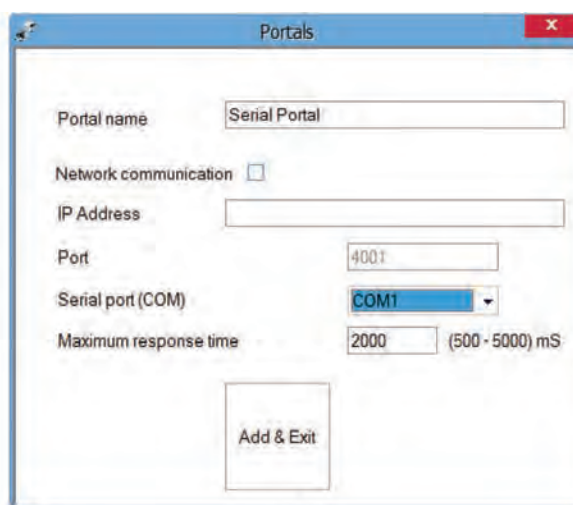 Portals
x
Portal name Serial Portal
Network communication
IP Address
Port 4001
Serial port (COM) COM1
Maximum response time 2000 (500 - 5000) mS
Add & Exit